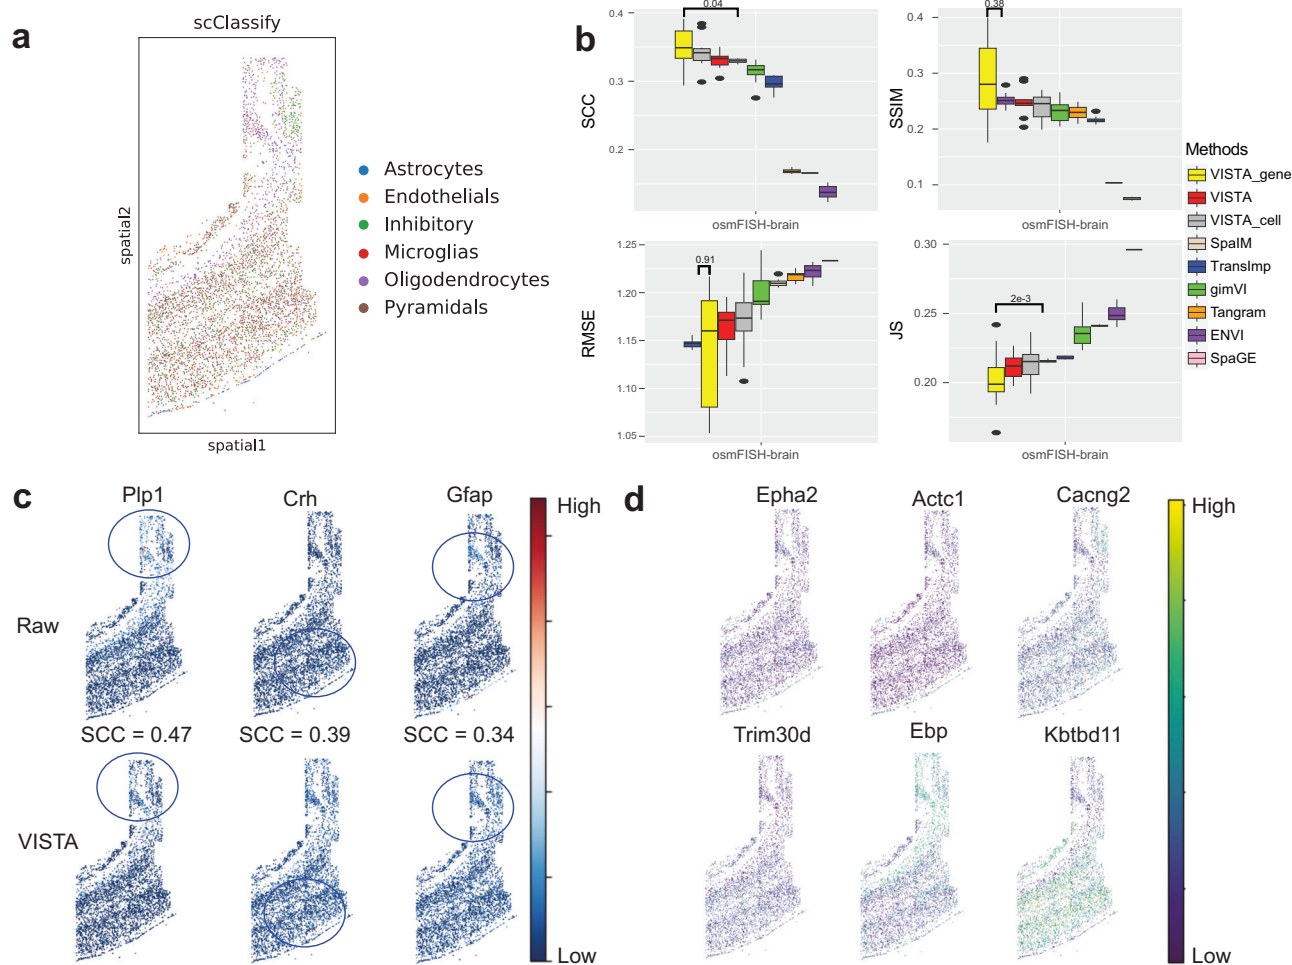 a
scClassify
spatial2
spatial1
Astrocytes
Endothelials
Inhibitory
Microglias
Oligodendrocytes
Pyramidals
b
0.04
0.4
0.3
0.2
SCC
osmFISH-brain
0.38
0.4
0.3
0.2
0.1
SSIM
osmFISH-brain
0.91
1.25
1.20
1.15
1.10
1.05
RMSE
osmFISH-brain
2e-3
0.30
0.25
0.20
JS
osmFISH-brain
Methods
VISTA_gene
VISTA
VISTA_cell
SpaIM
TransImp
gimVI
Tangram
ENVI
SpaGE
c
Plp1
Crh
Gfap
High
Raw
SCC = 0.47
SCC = 0.39
SCC = 0.34
VISTA
Low
d
Epha2
Actc1
Cacng2
High
Trim30d
Ebp
Kbtbd11
Low